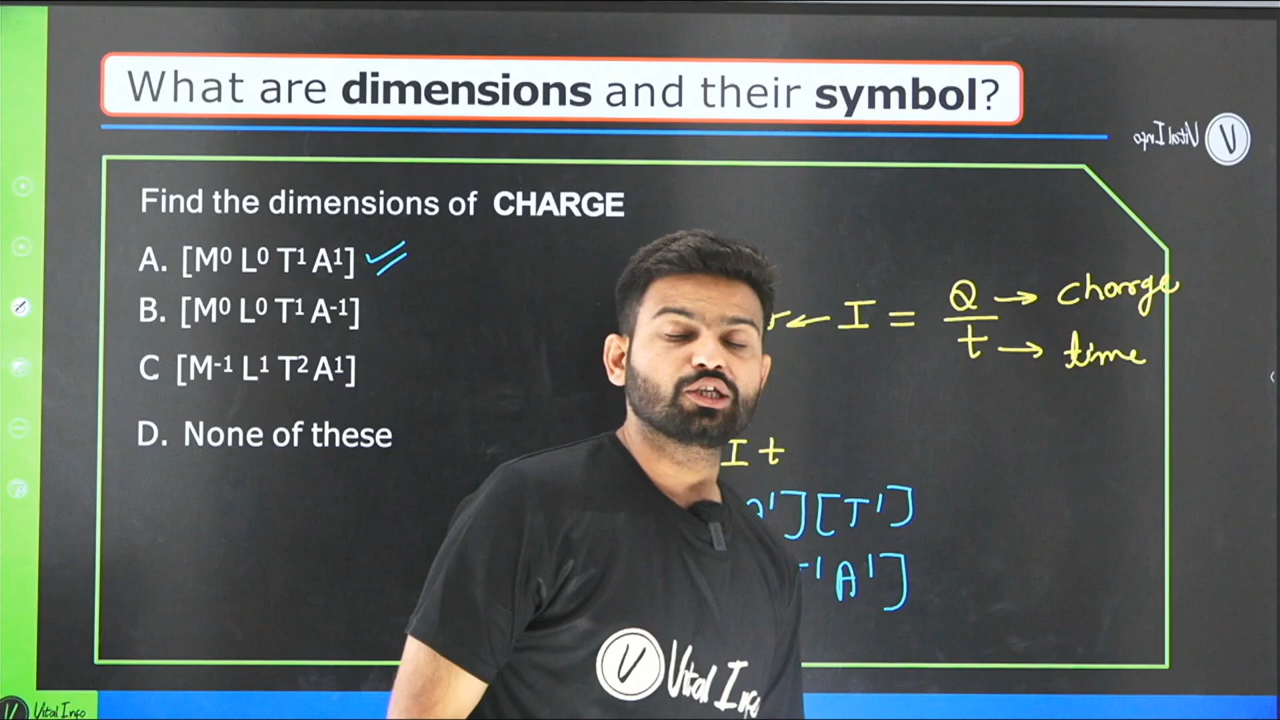 What are dimensions and their symbol?
Vital Info
Find the dimensions of CHARGE
A. [M⁰ L⁰ T¹ A¹]
B. [M⁰ L⁰ T¹ A⁻¹]
C [M⁻¹ L¹ T² A¹]
D. None of these
I = Q/t
charge
time
I t
][T¹]
A¹]
V Vital Info
V Vital Info